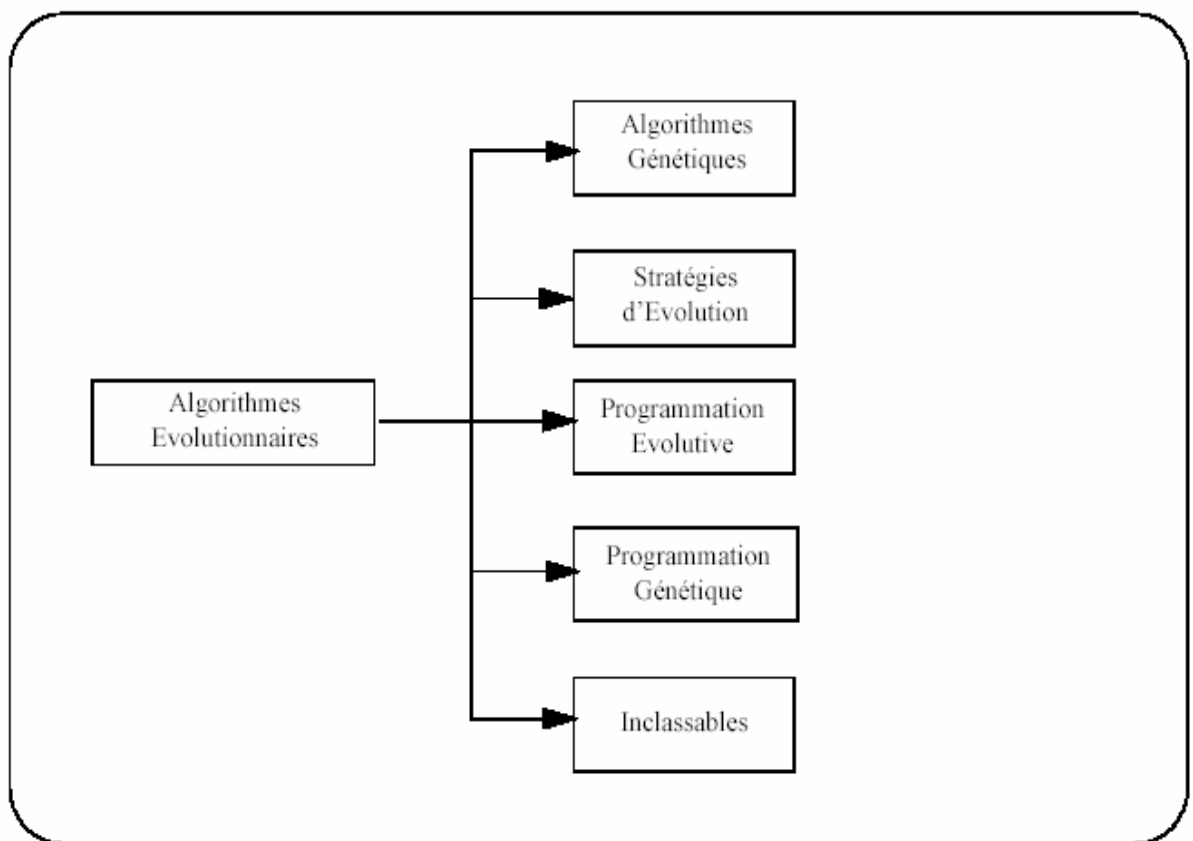 Algorithmes
Génétiques
Stratégies
d'Evolution
Algorithmes
Evolutionnaires
Programmation
Evolutive
Programmation
Génétique
Inclassables